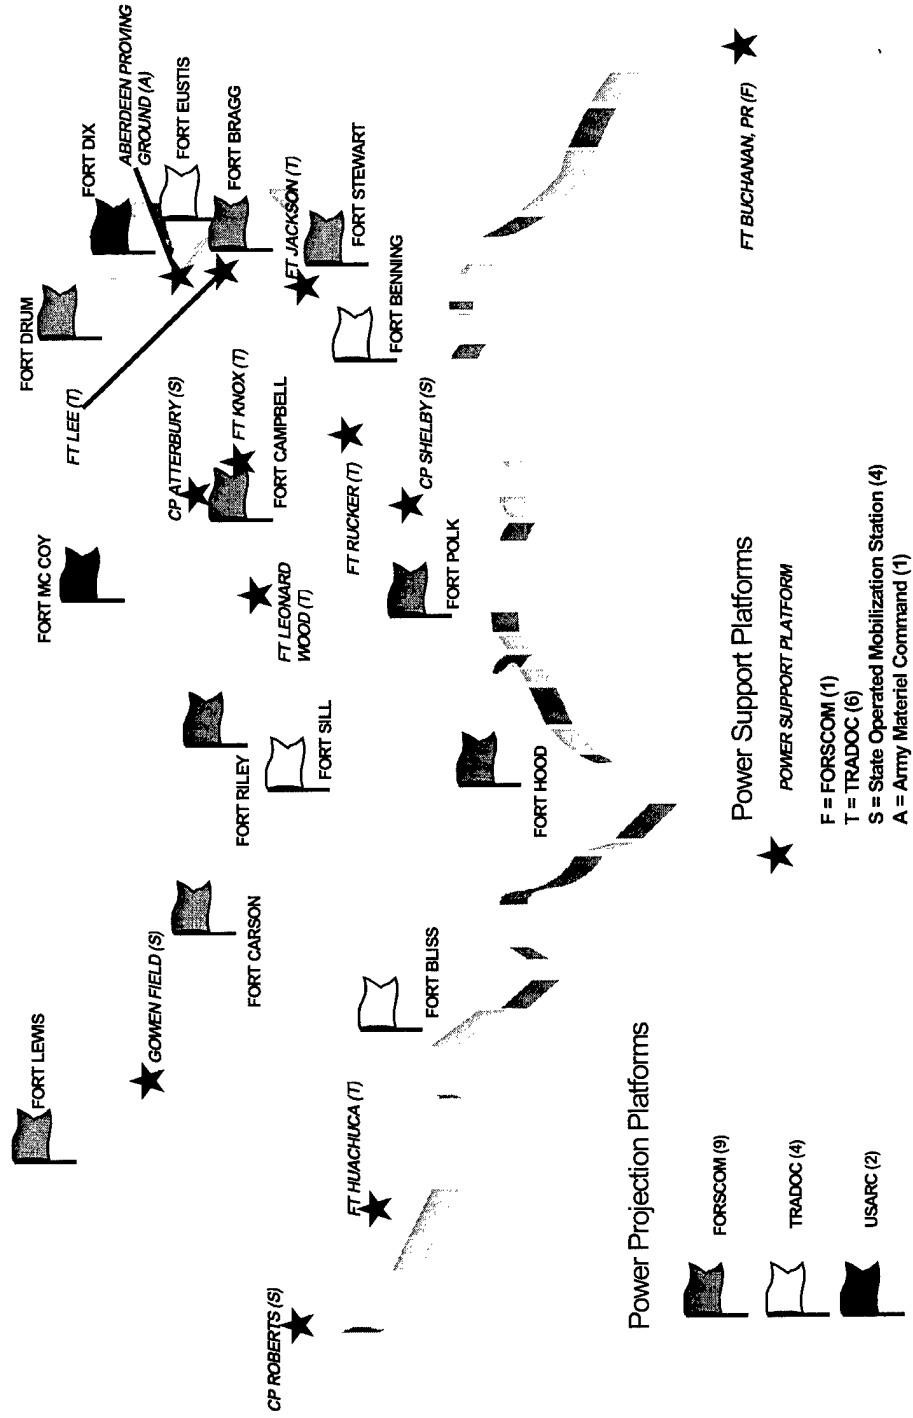 FORT LEWIS
GOWEN FIELD (S)
CP ROBERTS (S)
FT HUACHUCA (T)
FORT CARSON
FORT BLISS
FORT RILEY
FORT SILL
FORT HOOD
FORT MC COY
FT LEONARD
WOOD (T)
FORT POLK
CP ATTERBURY (S)
FT KNOX (T)
FORT CAMPBELL
FT RUCKER (T)
CP SHELBY (S)
FT LEE (T)
FORT DRUM
FORT DIX
ABERDEEN PROVING
GROUND (A)
FORT EUSTIS
FORT BRAGG
FT JACKSON (T)
FORT STEWART
FORT BENNING
FT BUCHANAN, PR (F)
Power Projection Platforms
FORSCOM (9)
TRADOC (4)
USARC (2)
Power Support Platforms
POWER SUPPORT PLATFORM
F = FORSCOM (1)
T = TRADOC (6)
S = State Operated Mobilization Station (4)
A = Army Materiel Command (1)